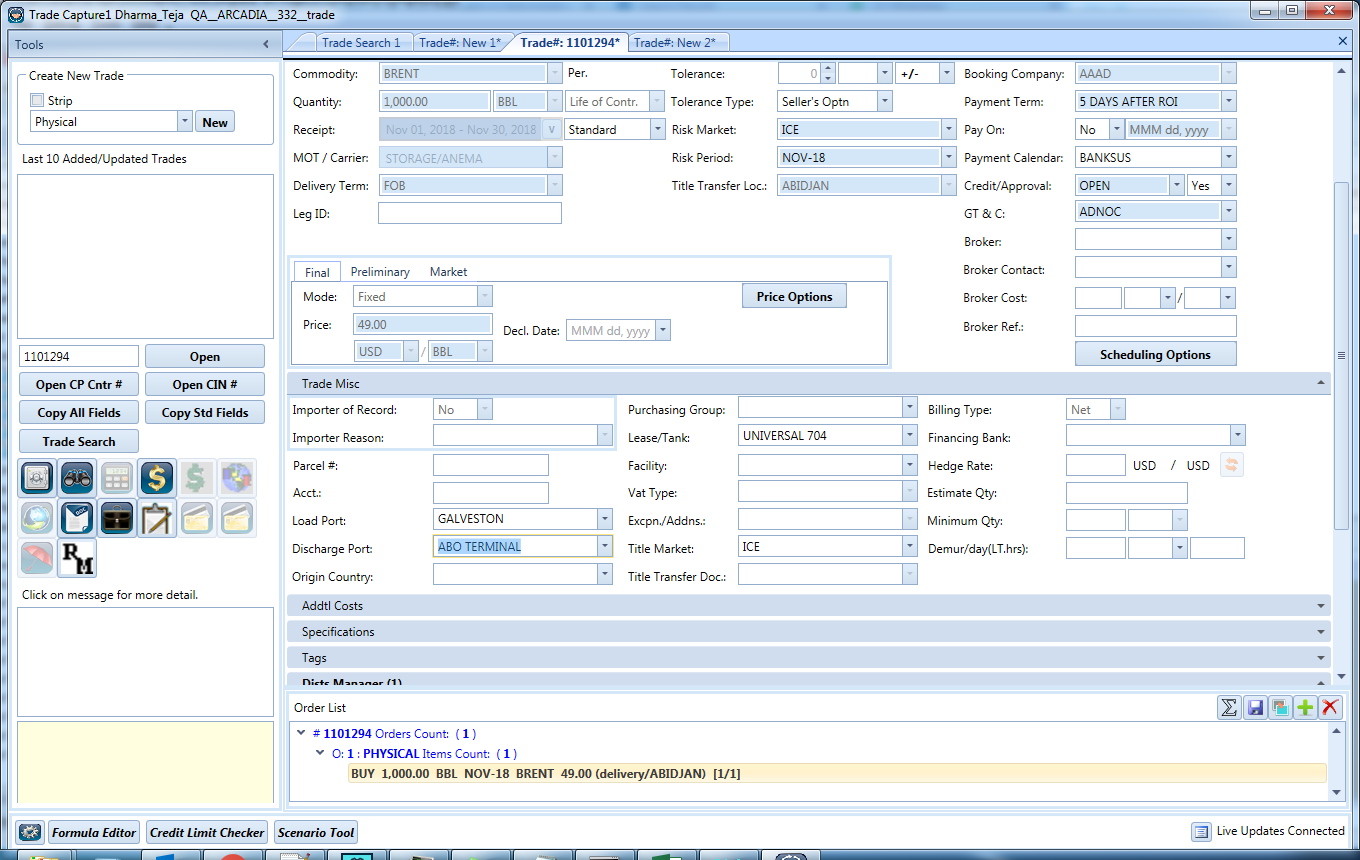 Trade Capture1 Dharma_Teja QA__ARCADIA__332__trade
Tools
Create New Trade
Strip
Physical New
Last 10 Added/Updated Trades
1101294 Open
Open CP Cntr # Open CIN #
Copy All Fields Copy Std Fields
Trade Search
RM
Click on message for more detail.
Trade Search 1 Trade#: New 1* Trade#: 1101294* Trade#: New 2*
Commodity: BRENT Per. Tolerance: 0 +/- Booking Company: AAAD
Quantity: 1,000.00 BBL Life of Contr. Tolerance Type: Seller's Optn Payment Term: 5 DAYS AFTER ROI
Receipt: Nov 01, 2018 - Nov 30, 2018 Standard Risk Market: ICE Pay On: No MMM dd, yyyy
MOT / Carrier: STORAGE/ANEMA Risk Period: NOV-18 Payment Calendar: BANKSUS
Delivery Term: FOB Title Transfer Loc.: ABIDJAN Credit/Approval: OPEN Yes
Leg ID: GT & C: ADNOC
Broker:
Broker Contact:
Broker Cost: /
Broker Ref.:
Scheduling Options
Final Preliminary Market
Mode: Fixed Price Options
Price: 49.00 Decl. Date: MMM dd, yyyy
USD / BBL
Trade Misc
Importer of Record: No Purchasing Group: Billing Type: Net
Importer Reason: Lease/Tank: UNIVERSAL 704 Financing Bank:
Parcel #: Facility: Hedge Rate: USD / USD
Acct.: Vat Type: Estimate Qty:
Load Port: GALVESTON Excpn./Addns.: Minimum Qty:
Discharge Port: ABO TERMINAL Title Market: ICE Demur/day(LT.hrs):
Origin Country: Title Transfer Doc.:
Addtl Costs
Specifications
Tags
Dists Manager (1)
Order List
# 1101294 Orders Count: ( 1 )
O: 1 : PHYSICAL Items Count: ( 1 )
BUY 1,000.00 BBL NOV-18 BRENT 49.00 (delivery/ABIDJAN) [1/1]
Formula Editor Credit Limit Checker Scenario Tool Live Updates Connected